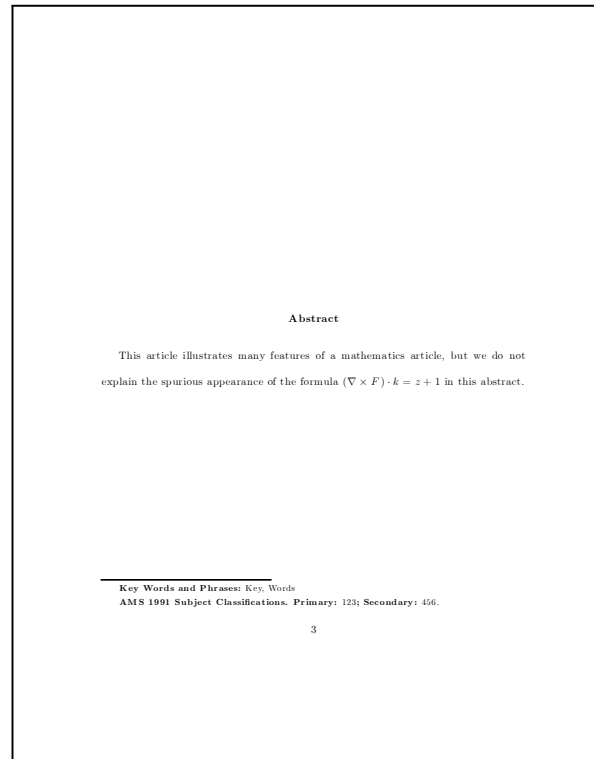 Abstract
This article illustrates many features of a mathematics article, but we do not
explain the spurious appearance of the formula (∇ × F) · k = z + 1 in this abstract.
Key Words and Phrases: Key, Words
AMS 1991 Subject Classifications. Primary: 123; Secondary: 456.
3